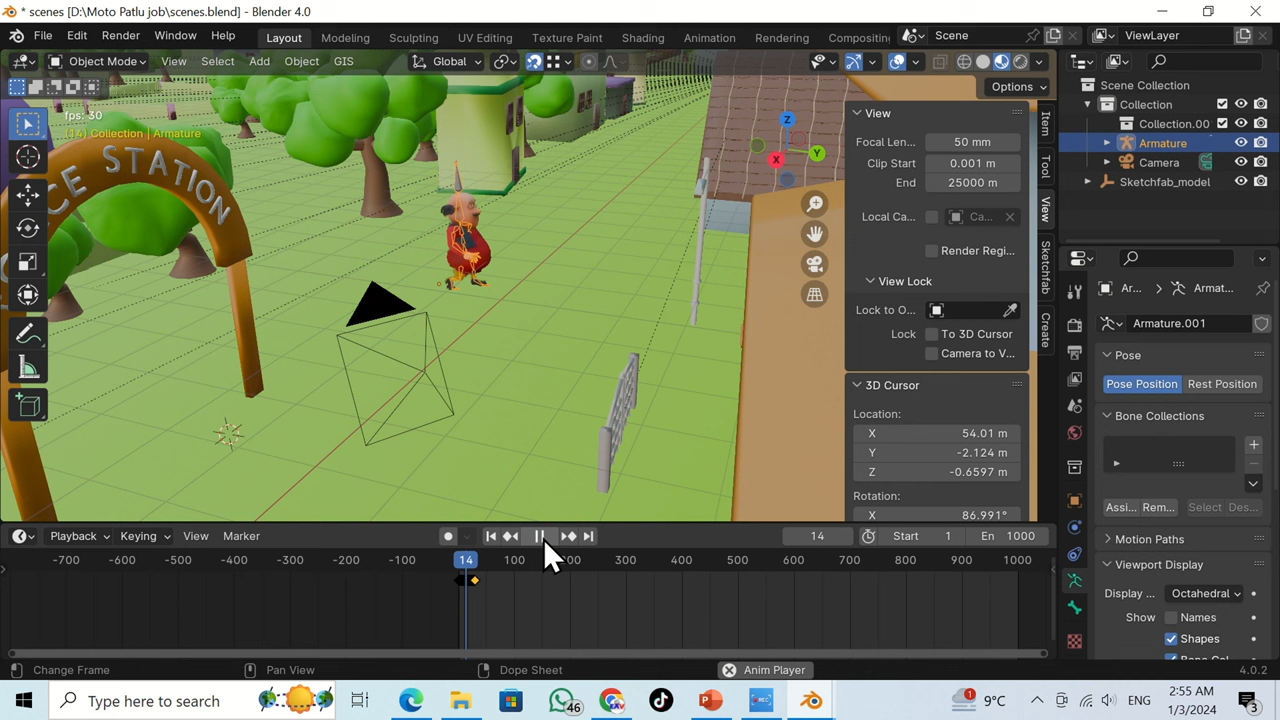 * scenes [D:\Moto Patlu job\scenes.blend] - Blender 4.0
File Edit Render Window Help Layout Modeling Sculpting UV Editing Texture Paint Shading Animation Rendering Compositing Scene ViewLayer
Object Mode View Select Add Object GIS Global
Options
fps: 30
(14) Collection | Armature
CE STATION
Z
X Y
View
Focal Len... 50 mm
Clip Start 0.001 m
End 25000 m
Local Ca... Ca...
Render Regi...
View Lock
Lock to O...
Lock To 3D Cursor
Camera to V...
3D Cursor
Location:
X 54.01 m
Y -2.124 m
Z -0.6597 m
Rotation:
X 86.991°
Item
Tool
View
Sketchfab
Create
Scene Collection
Collection
Collection.00
Armature
Camera
Sketchfab_model
Ar... > Armat...
Armature.001
Pose
Pose Position Rest Position
Bone Collections
Assi... Rem... Select Des...
Motion Paths
Viewport Display
Display ... Octahedral
Show Names
Shapes
Playback Keying View Marker 14 Start 1 En 1000
-700 -600 -500 -400 -300 -200 -100 14 100 200 300 400 500 600 700 800 900 1000
Change Frame Pan View Dope Sheet Anim Player 4.0.2
Type here to search 46 1 9°C ENG 2:55 AM
1/3/2024 3